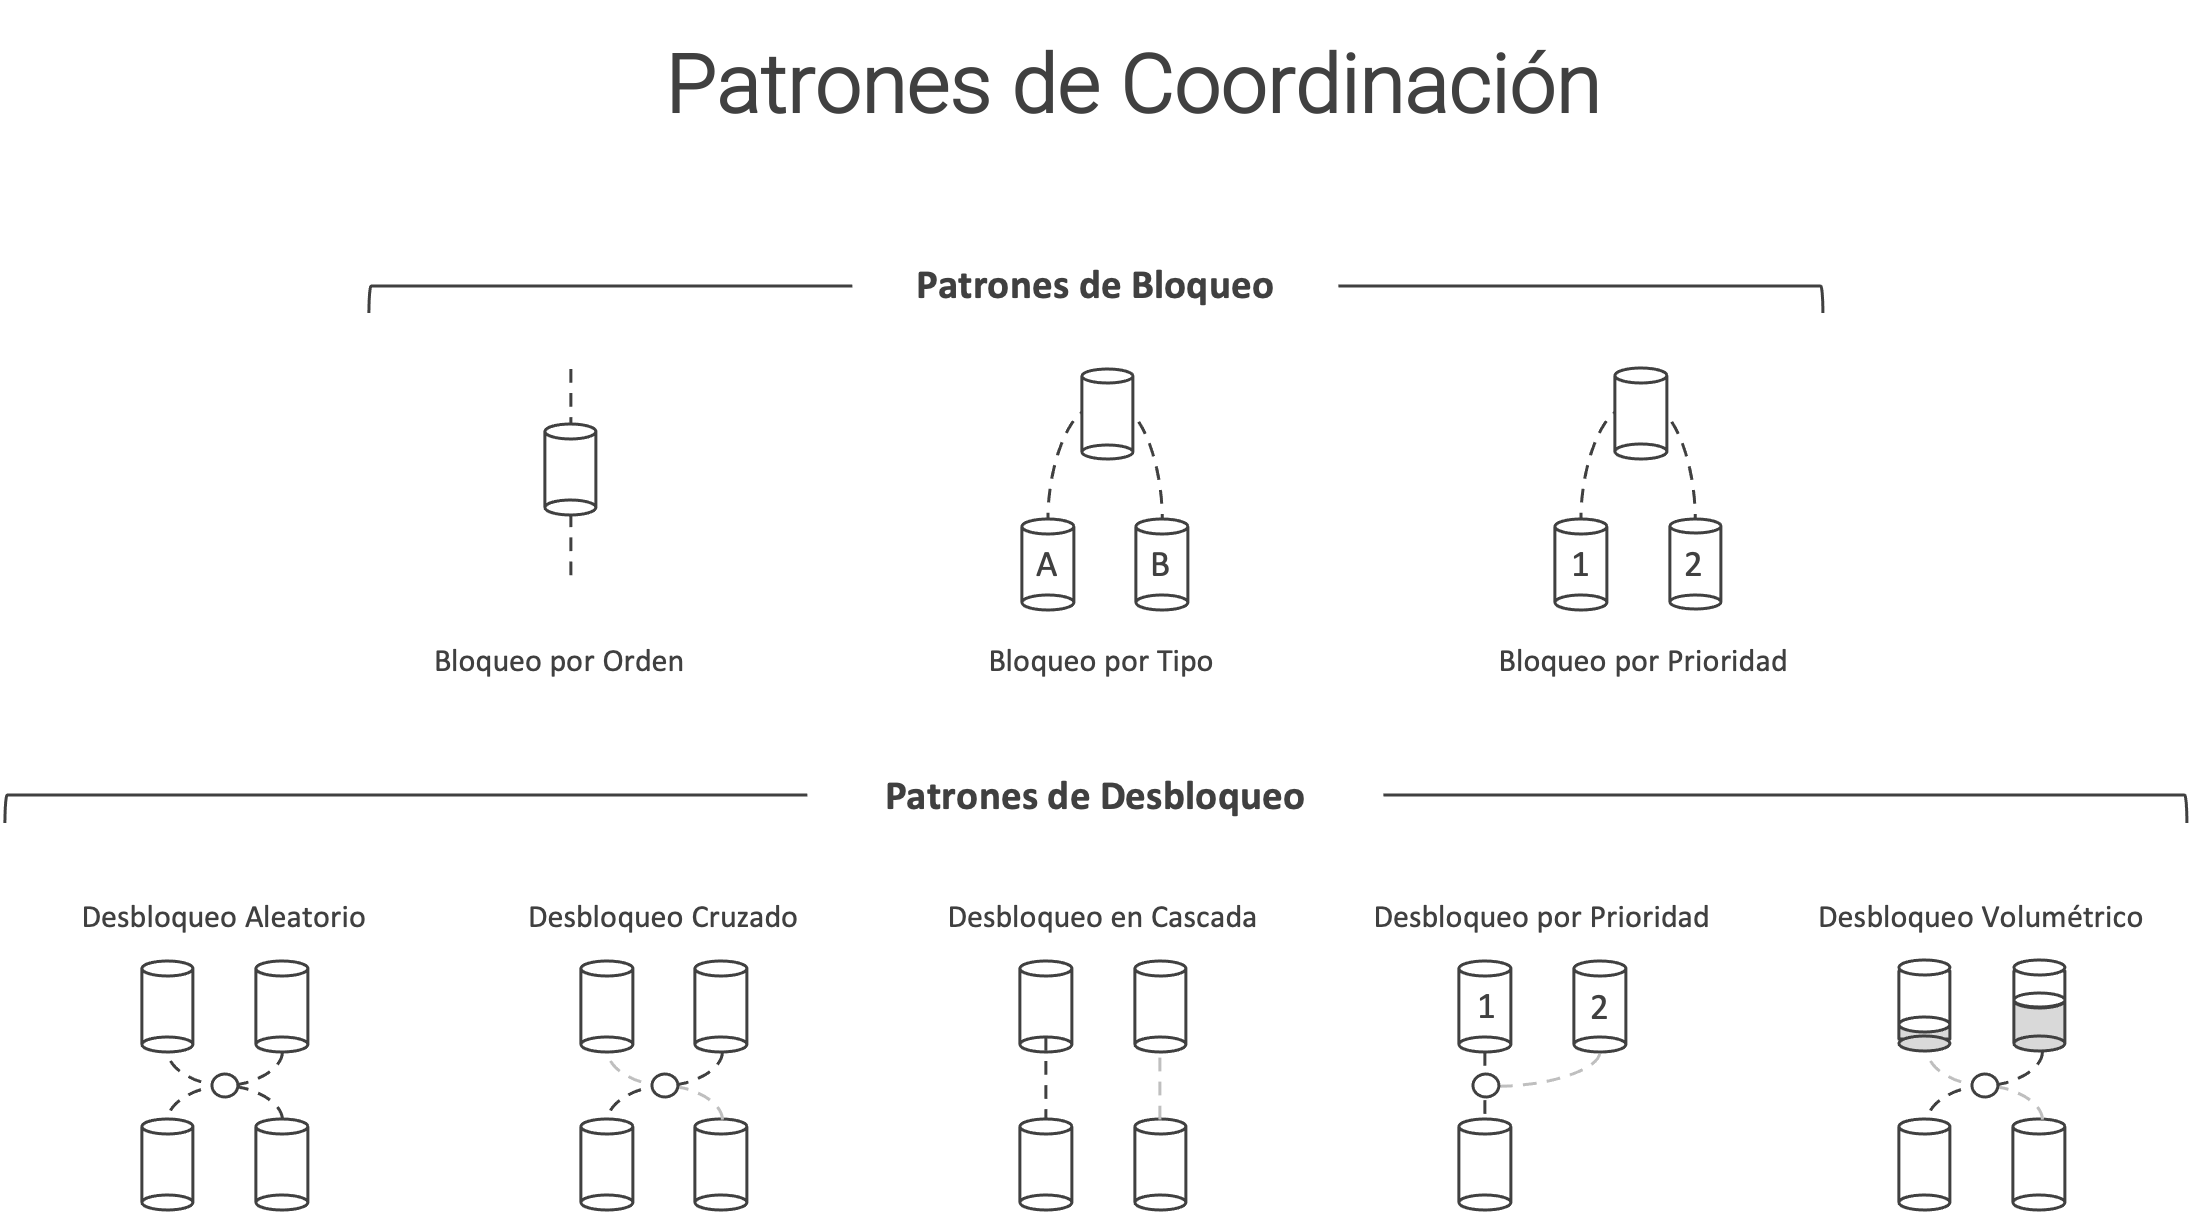 Patrones de Coordinación
Patrones de Bloqueo
A
B
1
2
Bloqueo por Orden
Bloqueo por Tipo
Bloqueo por Prioridad
Patrones de Desbloqueo
Desbloqueo Aleatorio
Desbloqueo Cruzado
Desbloqueo en Cascada
Desbloqueo por Prioridad
Desbloqueo Volumétrico
1
2